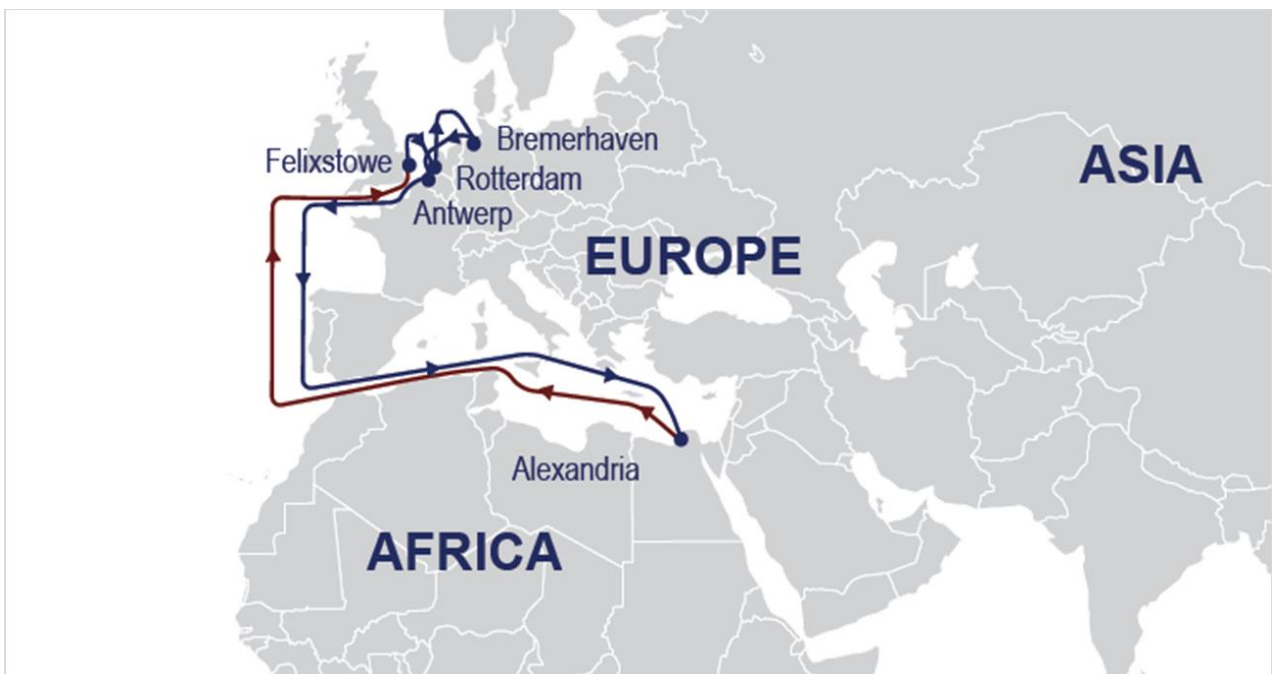 Bremerhaven
Felixstowe
Rotterdam
Antwerp
ASIA
EUROPE
Alexandria
AFRICA